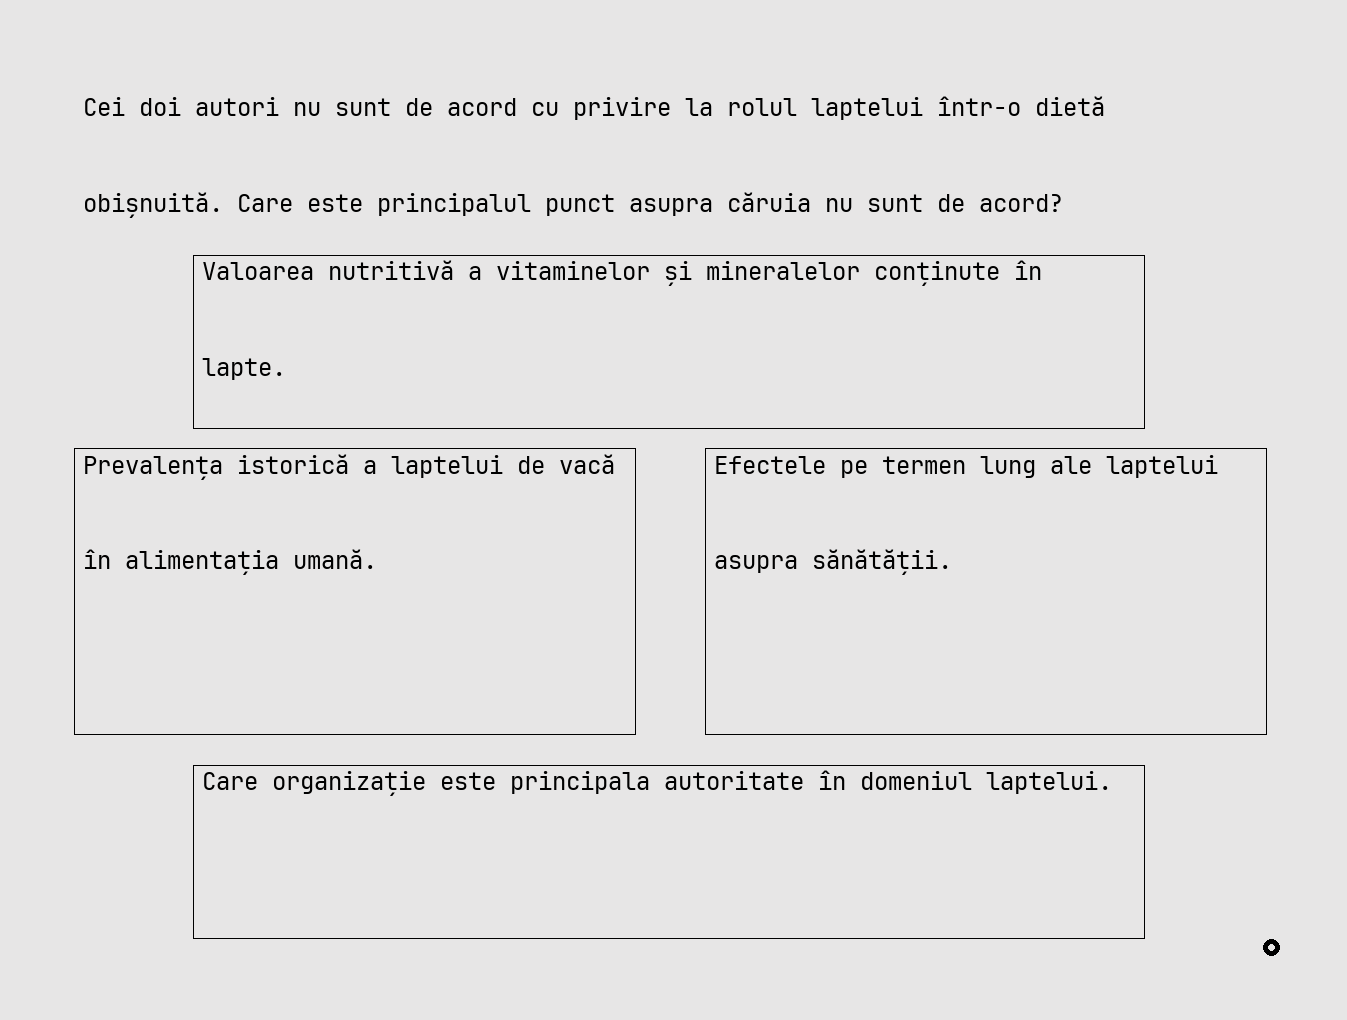 Cei doi autori nu sunt de acord cu privire la rolul laptelui într-o dietă
obișnuită. Care este principalul punct asupra căruia nu sunt de acord?
Valoarea nutritivă a vitaminelor și mineralelor conținute în
lapte.
Prevalența istorică a laptelui de vacă
în alimentația umană.
Efectele pe termen lung ale laptelui
asupra sănătății.
Care organizație este principala autoritate în domeniul laptelui.